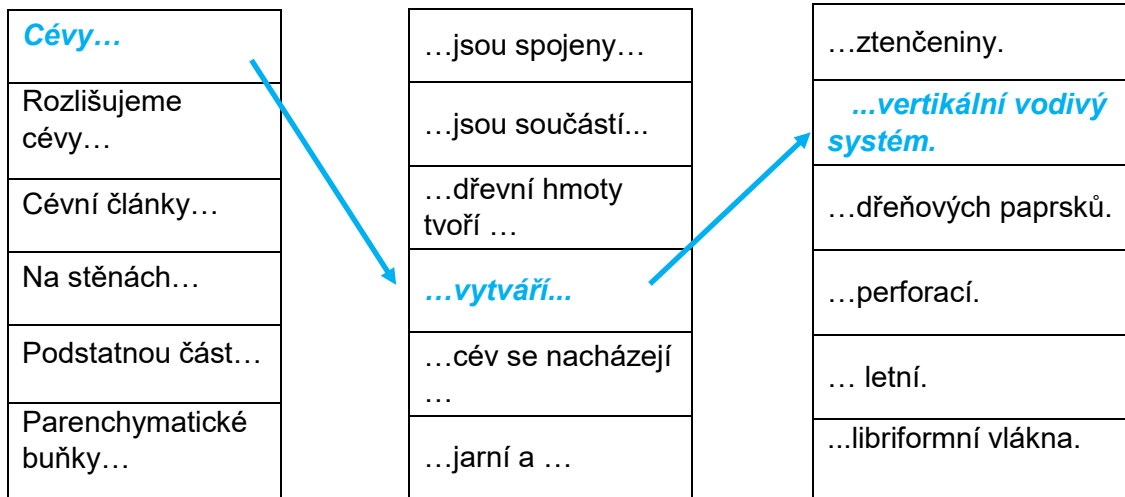 Cévy…
Rozlišujeme
cévy…
Cévní články…
Na stěnách…
Podstatnou část…
Parenchymatické
buňky…
…jsou spojeny…
…jsou součástí...
…dřevní hmoty
tvoří …
…vytváří...
…cév se nacházejí
…
…jarní a …
…ztenčeniny.
...vertikální vodivý
systém.
…dřeňových paprsků.
…perforací.
… letní.
...libriformní vlákna.